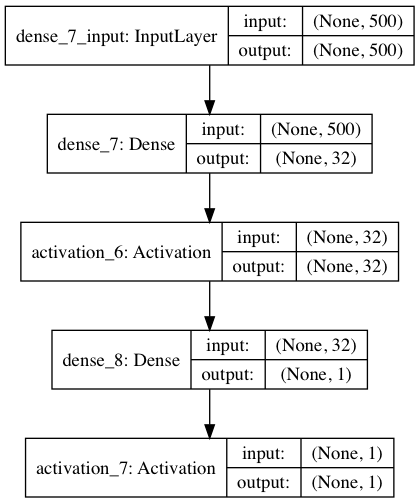 dense_7_input: InputLayer
input: (None, 500)
output: (None, 500)
dense_7: Dense
input: (None, 500)
output: (None, 32)
activation_6: Activation
input: (None, 32)
output: (None, 32)
dense_8: Dense
input: (None, 32)
output: (None, 1)
activation_7: Activation
input: (None, 1)
output: (None, 1)